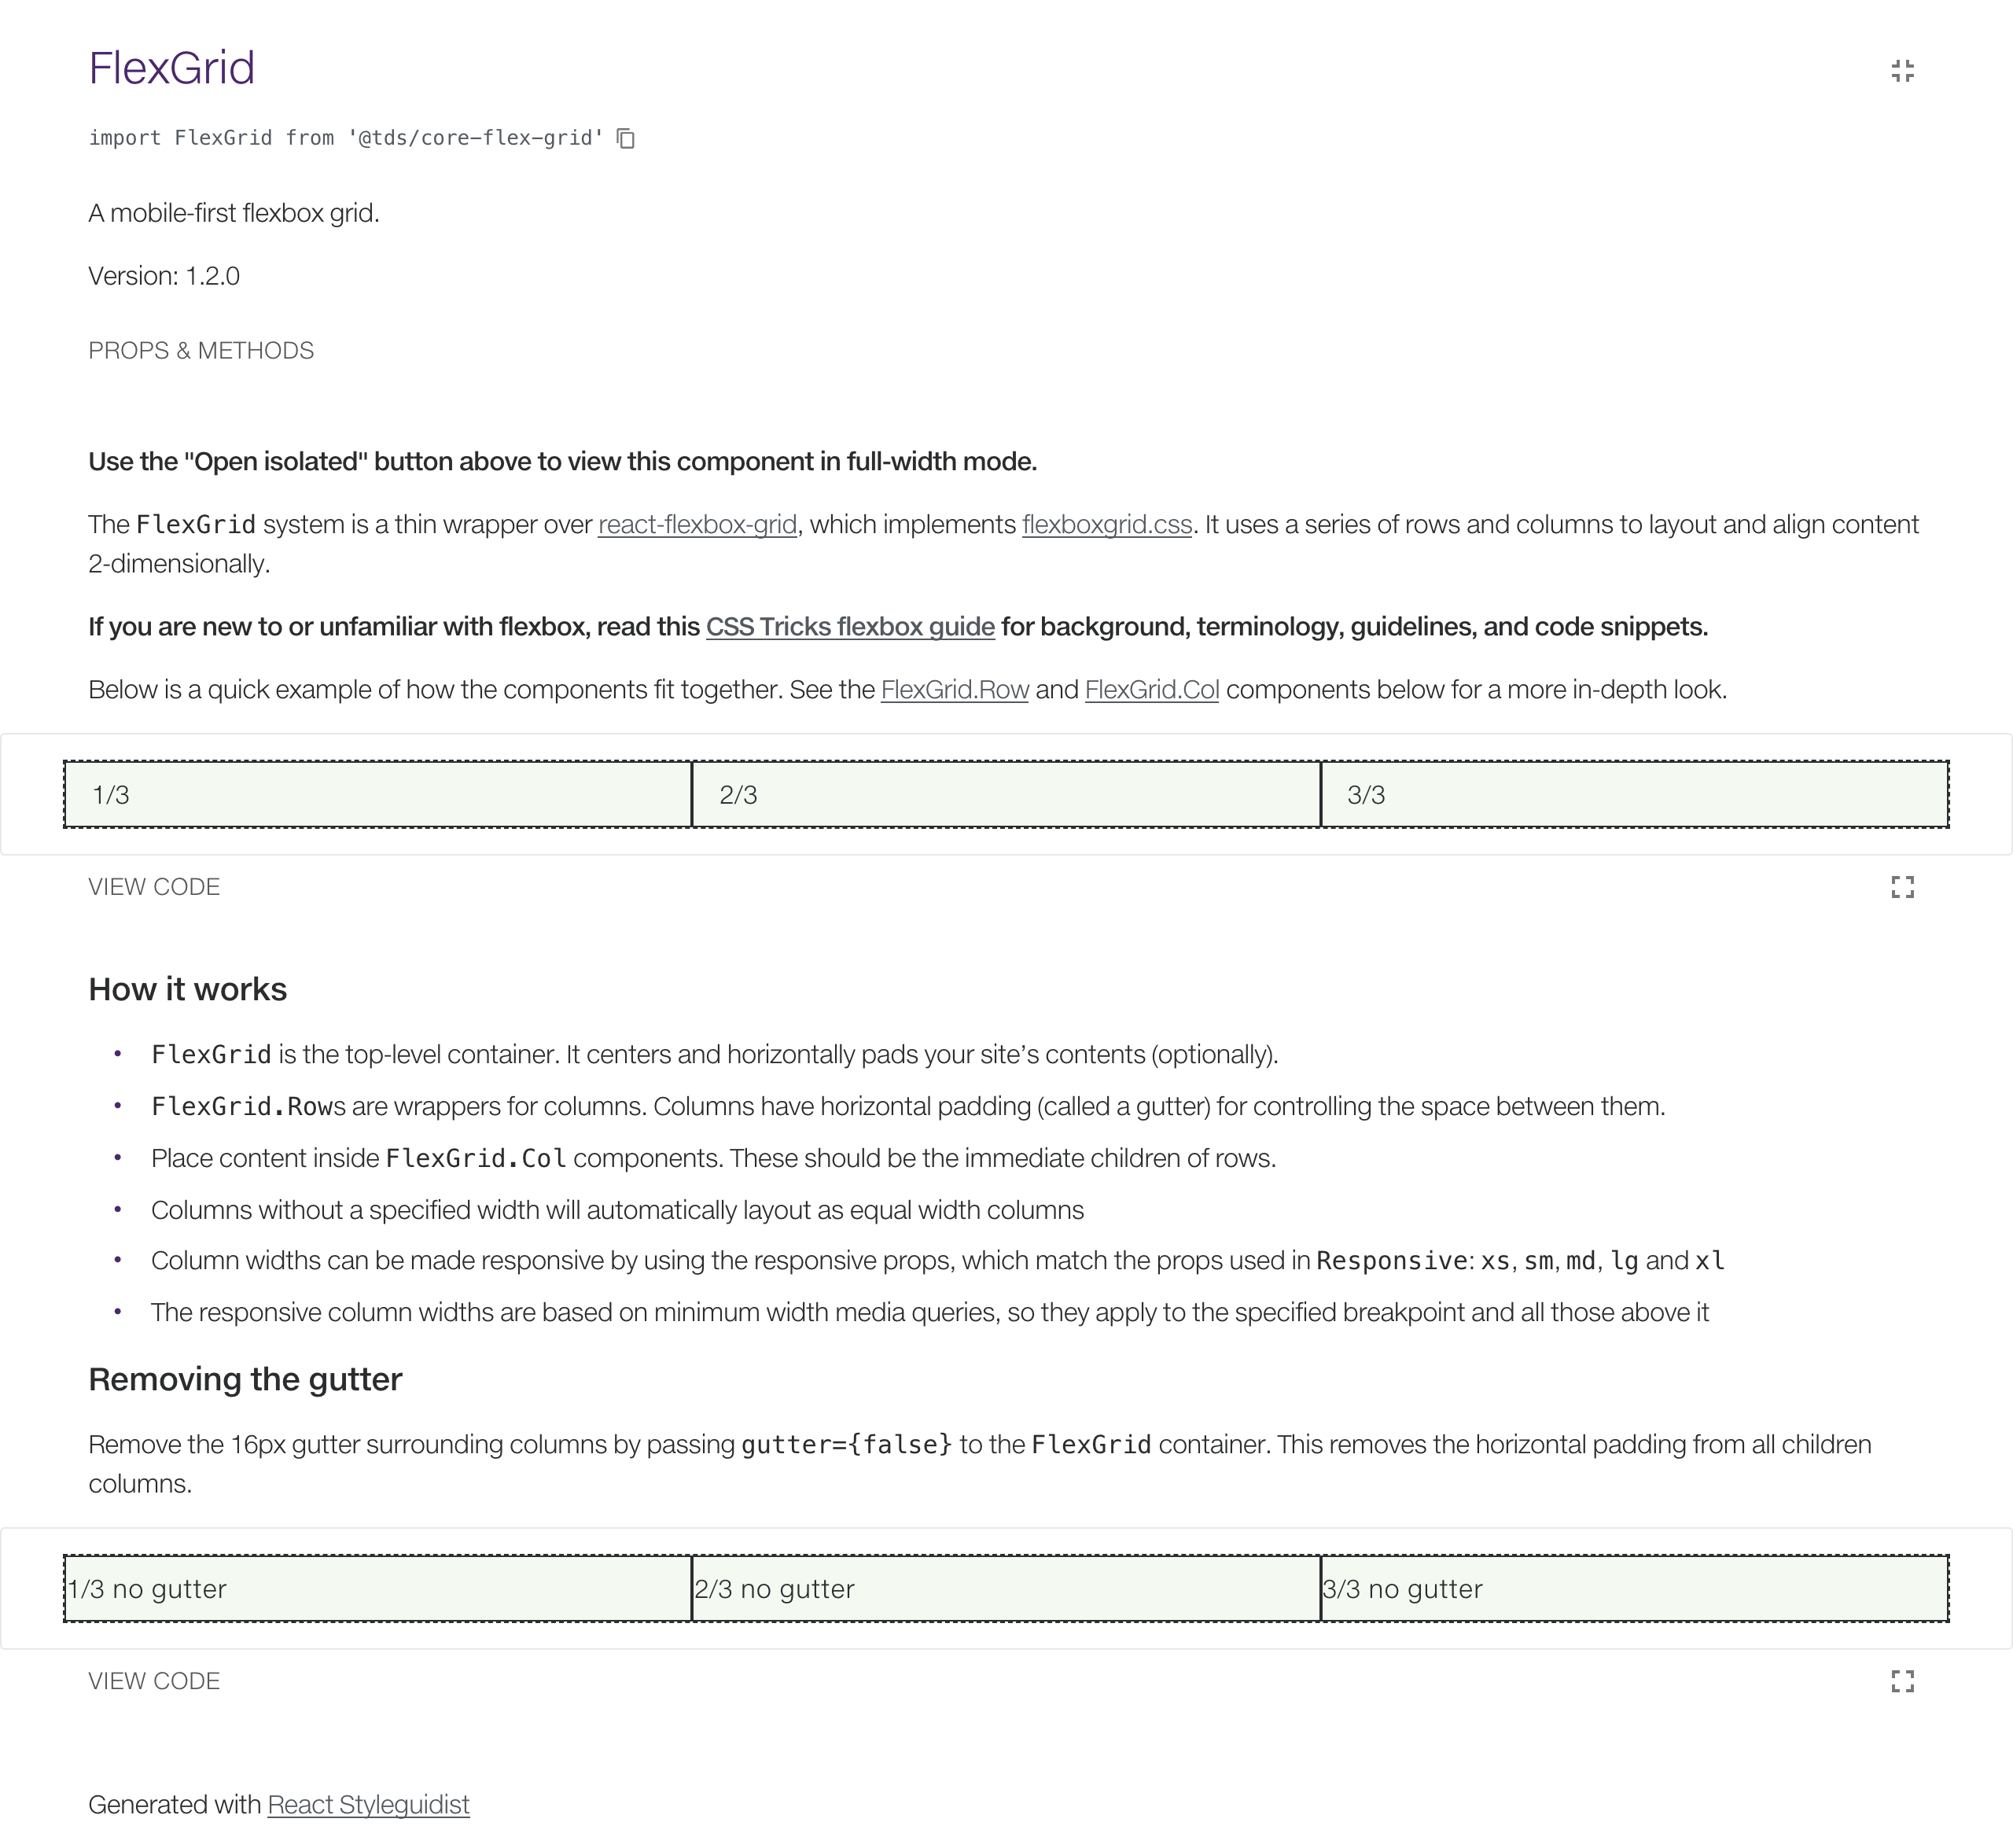 FlexGrid
import FlexGrid from '@tds/core-flex-grid'
A mobile-first flexbox grid.
Version: 1.2.0
PROPS & METHODS
Use the "Open isolated" button above to view this component in full-width mode.
The FlexGrid system is a thin wrapper over react-flexbox-grid, which implements flexboxgrid.css. It uses a series of rows and columns to layout and align content
2-dimensionally.
If you are new to or unfamiliar with flexbox, read this CSS Tricks flexbox guide for background, terminology, guidelines, and code snippets.
Below is a quick example of how the components fit together. See the FlexGrid.Row and FlexGrid.Col components below for a more in-depth look.
1/3 2/3 3/3
VIEW CODE
How it works
• FlexGrid is the top-level container. It centers and horizontally pads your site’s contents (optionally).
• FlexGrid.Rows are wrappers for columns. Columns have horizontal padding (called a gutter) for controlling the space between them.
• Place content inside FlexGrid.Col components. These should be the immediate children of rows.
• Columns without a specified width will automatically layout as equal width columns
• Column widths can be made responsive by using the responsive props, which match the props used in Responsive: xs, sm, md, lg and xl
• The responsive column widths are based on minimum width media queries, so they apply to the specified breakpoint and all those above it
Removing the gutter
Remove the 16px gutter surrounding columns by passing gutter={false} to the FlexGrid container. This removes the horizontal padding from all children
columns.
1/3 no gutter 2/3 no gutter 3/3 no gutter
VIEW CODE
Generated with React Styleguidist